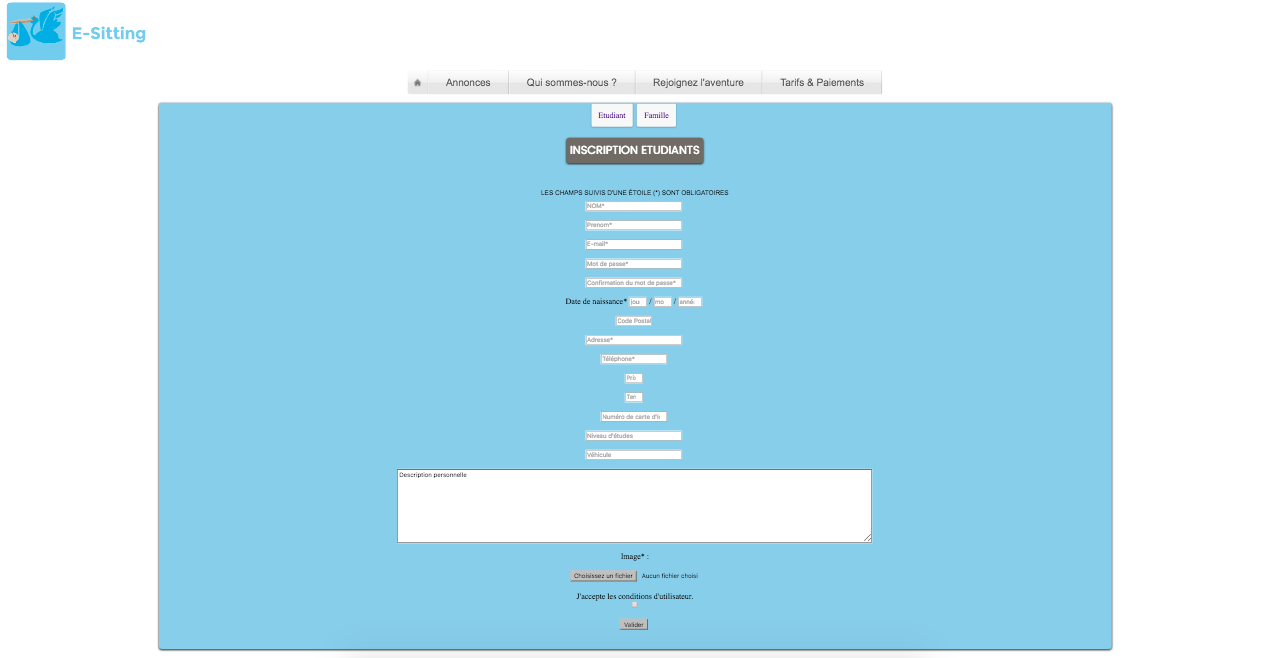 E-Sitting
Annonces Qui sommes-nous ? Rejoignez l'aventure Tarifs & Paiements
Etudiant Famille
INSCRIPTION ETUDIANTS
LES CHAMPS SUIVIS D'UNE ÉTOILE (*) SONT OBLIGATOIRES
NOM*
Prenom*
E-mail*
Mot de passe*
Confirmation du mot de passe*
Date de naissance* jou / mo / anné
Code Postal
Adresse*
Téléphone*
Prix
Ten
Numéro de carte d'i
Niveau d'études
Véhicule
Description personnelle
Image* :
Choisissez un fichier Aucun fichier choisi
J'accepte les conditions d'utilisateur.
Valider